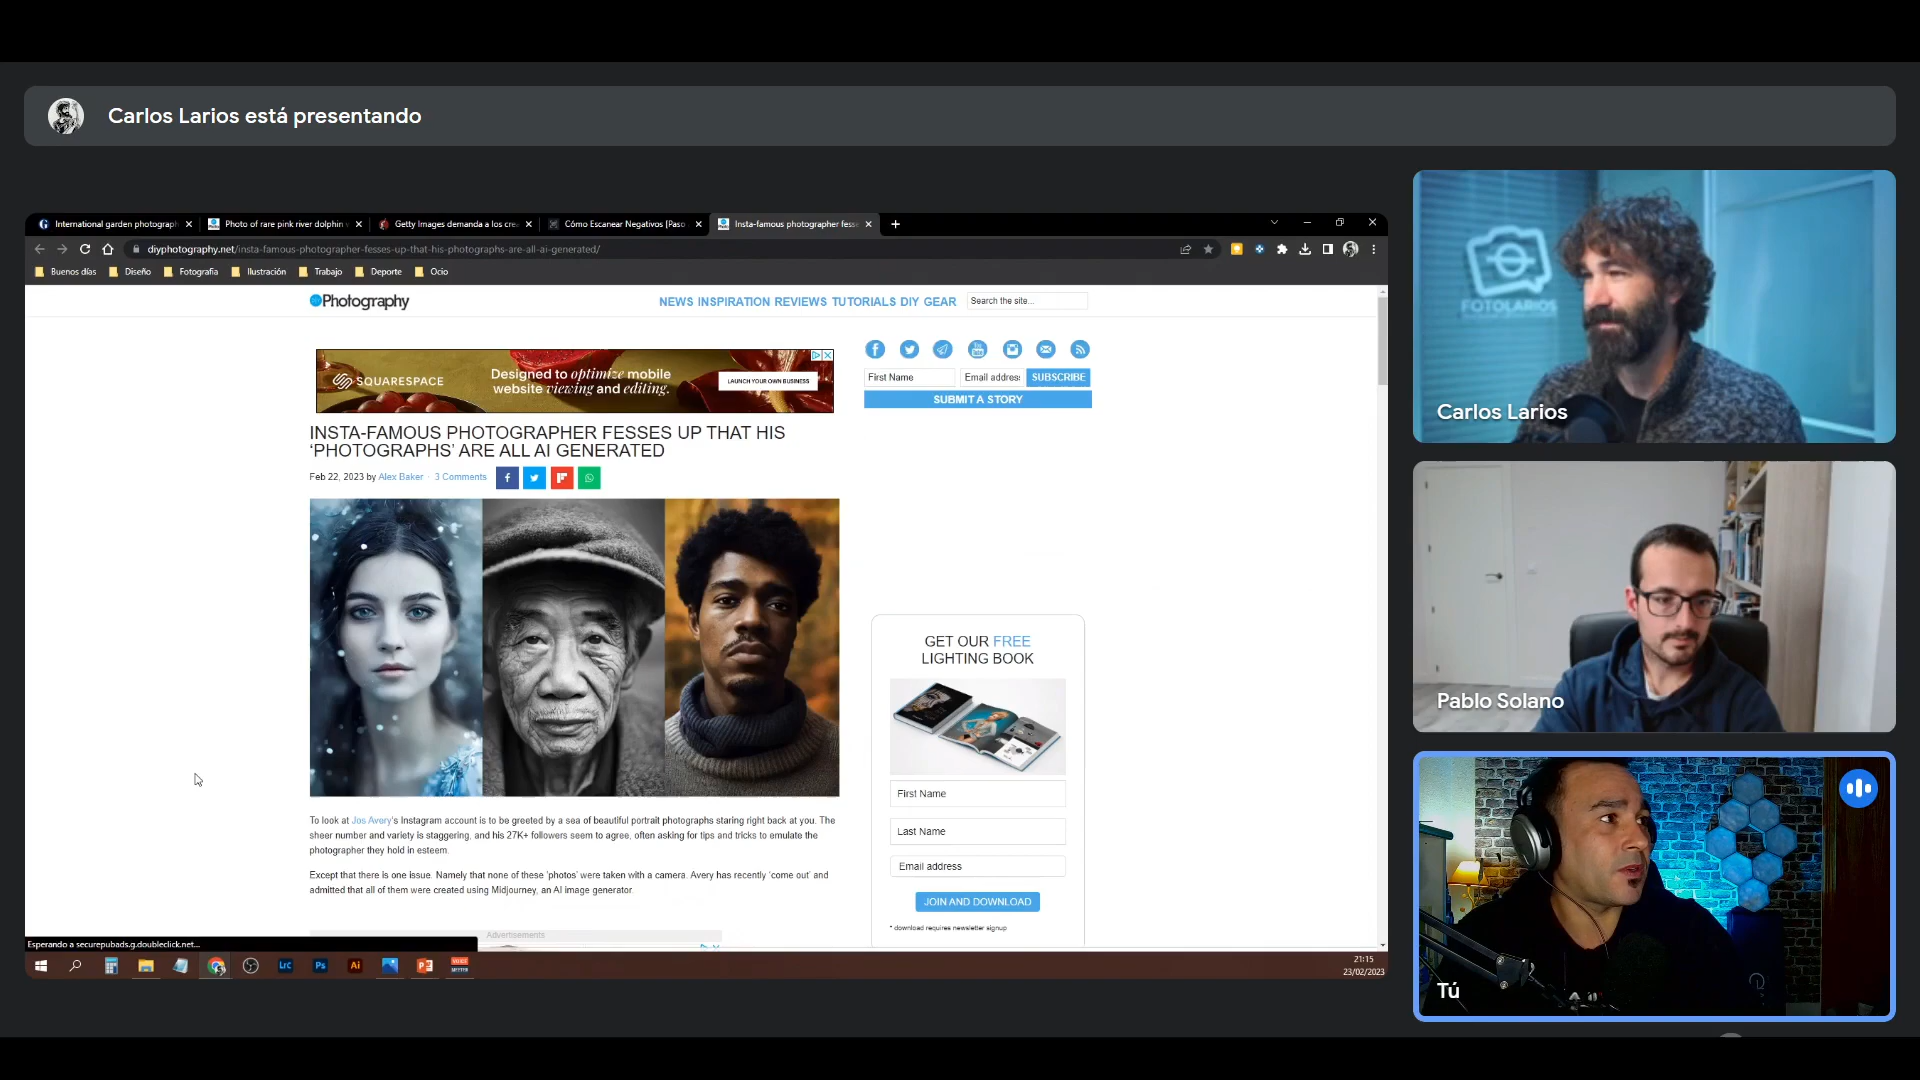 Carlos Larios está presentando
International garden photograph
Photo of rare pink river dolphin
Getty Images demanda a los cre
Cómo Escanear Negativos [Paso
Insta-famous photographer fesse
diyphotography.net/insta-famous-photographer-fesses-up-that-his-photographs-are-all-ai-generated/
Buenos días
Diseño
Fotografía
Ilustración
Trabajo
Deporte
Ocio
Photography
NEWS INSPIRATION REVIEWS TUTORIALS DIY GEAR
Search the site...
SQUARESPACE
Designed to optimize mobile
website viewing and editing.
LAUNCH YOUR OWN BUSINESS
First Name
Email address
SUBSCRIBE
SUBMIT A STORY
INSTA-FAMOUS PHOTOGRAPHER FESSES UP THAT HIS
‘PHOTOGRAPHS’ ARE ALL AI GENERATED
Feb 22, 2023 by Alex Baker · 3 Comments
To look at Jos Avery's Instagram account is to be greeted by a sea of beautiful portrait photographs staring right back at you. The
sheer number and variety is staggering, and his 27K+ followers seem to agree, often asking for tips and tricks to emulate the
photographer they hold in esteem.
Except that there is one issue. Namely that none of these 'photos' were taken with a camera. Avery has recently 'come out' and
admitted that all of them were created using Midjourney, an AI image generator.
Advertisements
GET OUR FREE
LIGHTING BOOK
First Name
Last Name
Email address
JOIN AND DOWNLOAD
* download requires newsletter signup
Esperando a securepubads.g.doubleclick.net...
Lrc
Ps
Ai
21:15
23/02/2023
FOTOLARIOS
Carlos Larios
Pablo Solano
Tú